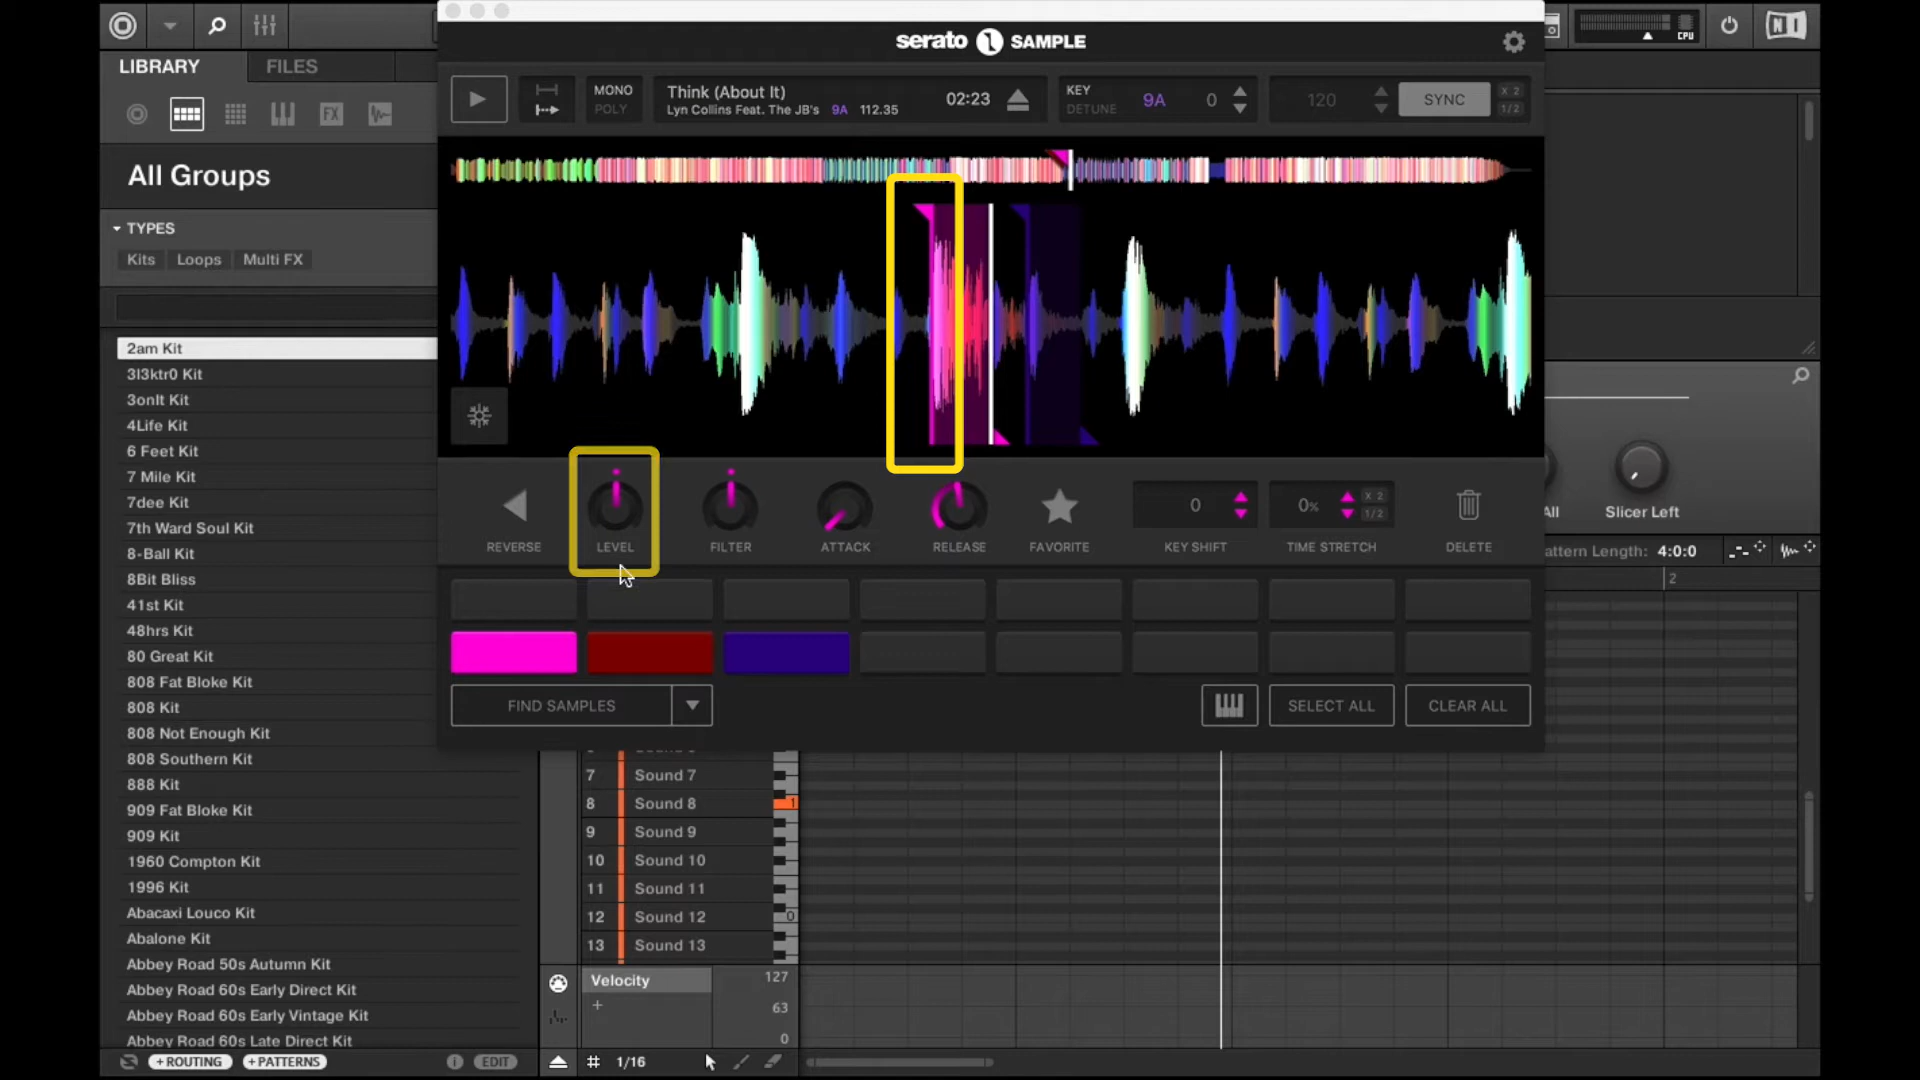 serato SAMPLE
LIBRARY FILES
MONO
POLY
Think (About It)
Lyn Collins Feat. The JB's 9A 112.35
02:23
KEY
DETUNE
9A 0
120
SYNC
X 2
1/2
CPU
All Groups
TYPES
Kits Loops Multi FX
FX
2am Kit
3l3ktr0 Kit
3onIt Kit
4Life Kit
6 Feet Kit
7 Mile Kit
7dee Kit
7th Ward Soul Kit
8-Ball Kit
8Bit Bliss
41st Kit
48hrs Kit
80 Great Kit
808 Fat Bloke Kit
808 Kit
808 Not Enough Kit
808 Southern Kit
888 Kit
909 Fat Bloke Kit
909 Kit
1960 Compton Kit
1996 Kit
Abacaxi Louco Kit
Abalone Kit
Abbey Road 50s Autumn Kit
Abbey Road 60s Early Direct Kit
Abbey Road 60s Early Vintage Kit
Abbey Road 60s Late Direct Kit
+ROUTING +PATTERNS
EDIT
REVERSE LEVEL FILTER ATTACK RELEASE FAVORITE
0
KEY SHIFT
0%
X 2
1/2
TIME STRETCH
DELETE
FIND SAMPLES
SELECT ALL CLEAR ALL
All Slicer Left
attern Length: 4:0:0
2
7 Sound 7
8 Sound 8 1
9 Sound 9
10 Sound 10
11 Sound 11
12 Sound 12 0
13 Sound 13
Velocity 127
+ 63
0
1/16